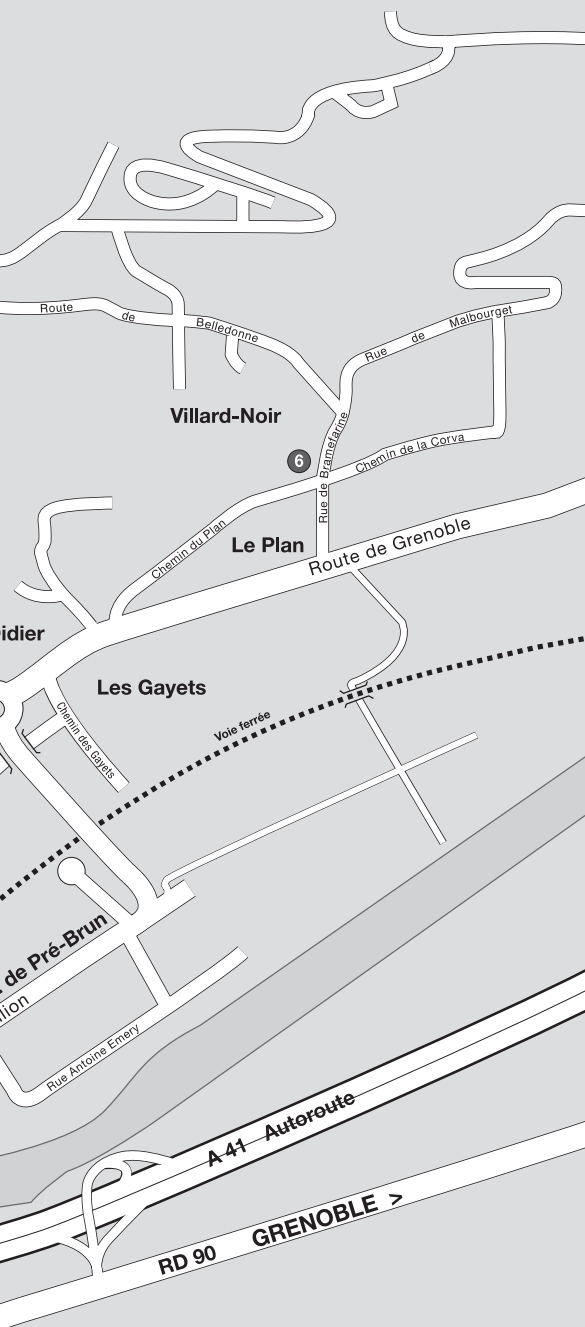 Route de Belledonne
Rue de Malbourget
Villard-Noir
Rue de Bramefarine
6
Chemin de la Corva
Chemin du Plan
Le Plan
Route de Grenoble
idier
Les Gayets
Chemin des Gayets
Voie ferrée
de Pré-Brun
lion
Rue Antoine Emery
A 41 Autoroute
RD 90 GRENOBLE >